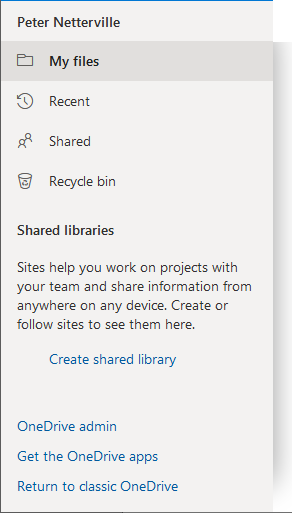 Peter Netterville
My files
Recent
Shared
Recycle bin
Shared libraries
Sites help you work on projects with
your team and share information from
anywhere on any device. Create or
follow sites to see them here.
Create shared library
OneDrive admin
Get the OneDrive apps
Return to classic OneDrive